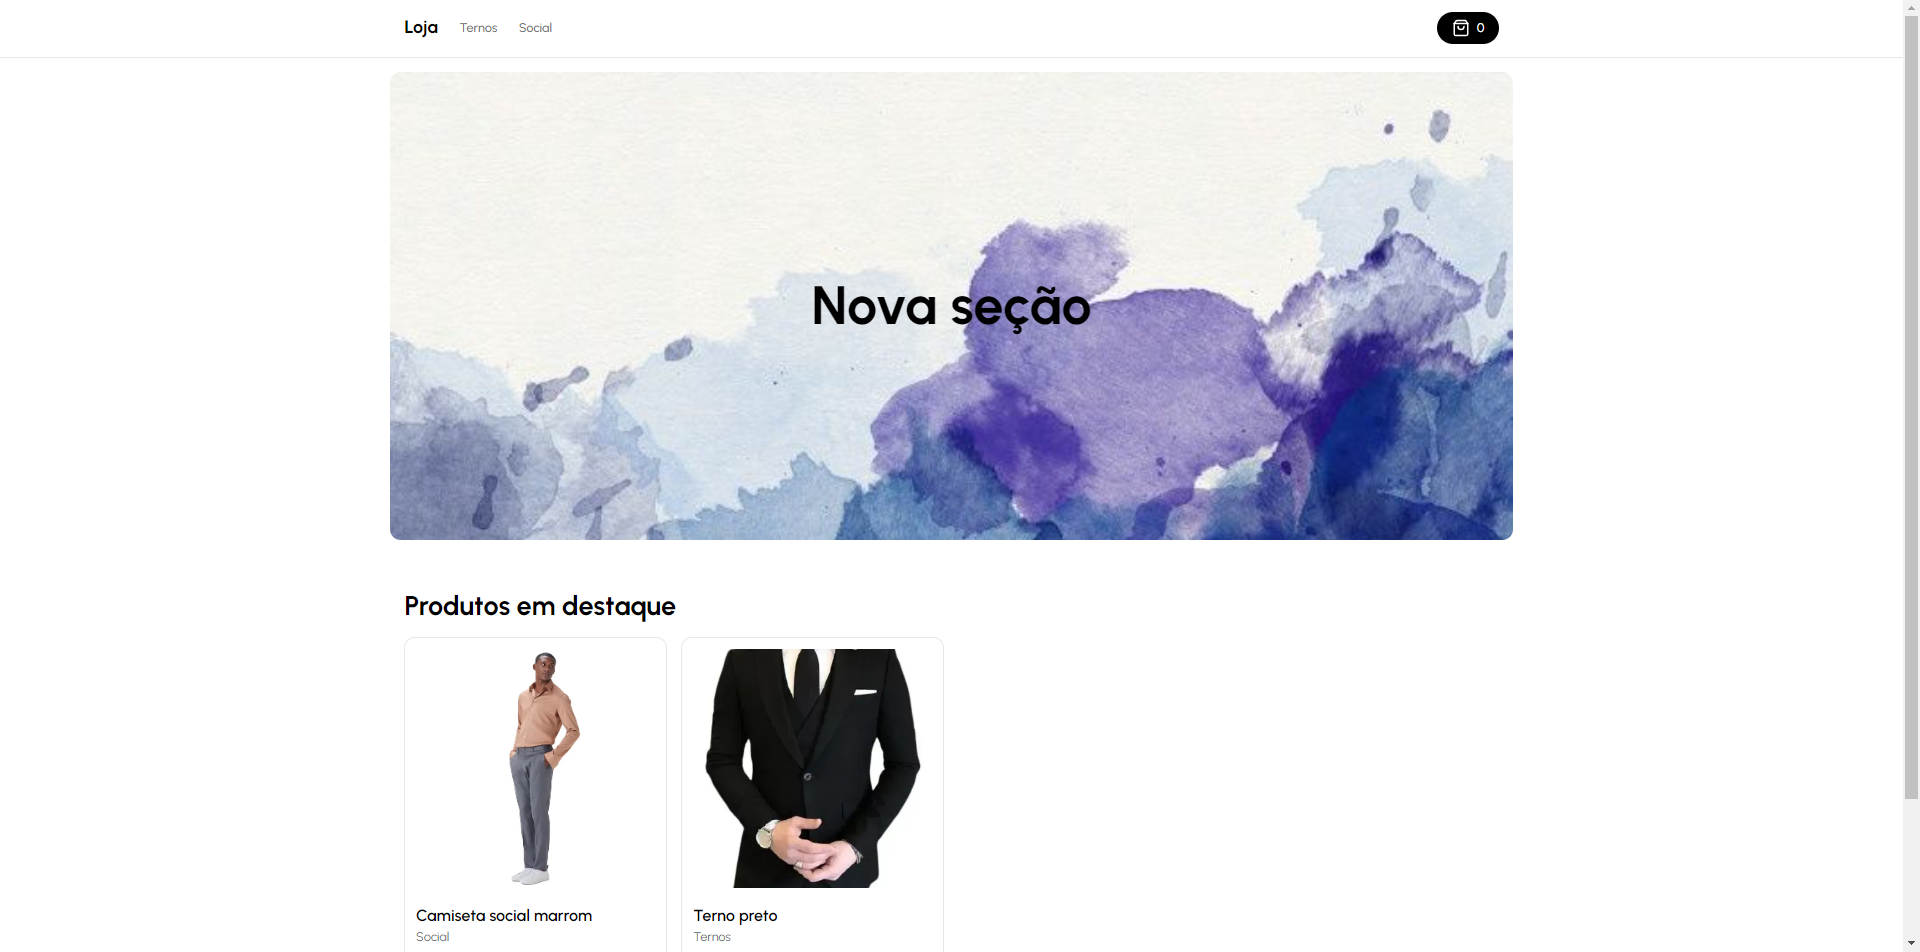 Loja Ternos Social 0
Nova seção
Produtos em destaque
Camiseta social marrom
Social
Terno preto
Ternos